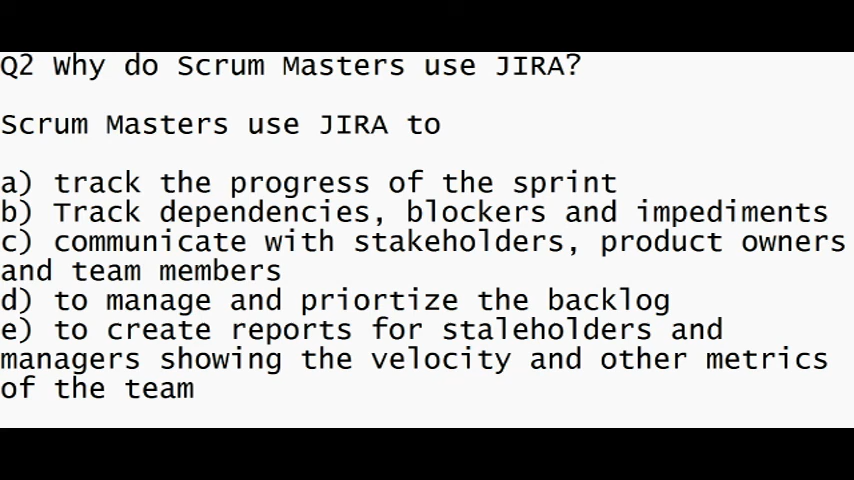 Q2 Why do Scrum Masters use JIRA?
Scrum Masters use JIRA to
a) track the progress of the sprint
b) Track dependencies, blockers and impediments
c) communicate with stakeholders, product owners
and team members
d) to manage and priortize the backlog
e) to create reports for staleholders and
managers showing the velocity and other metrics
of the team